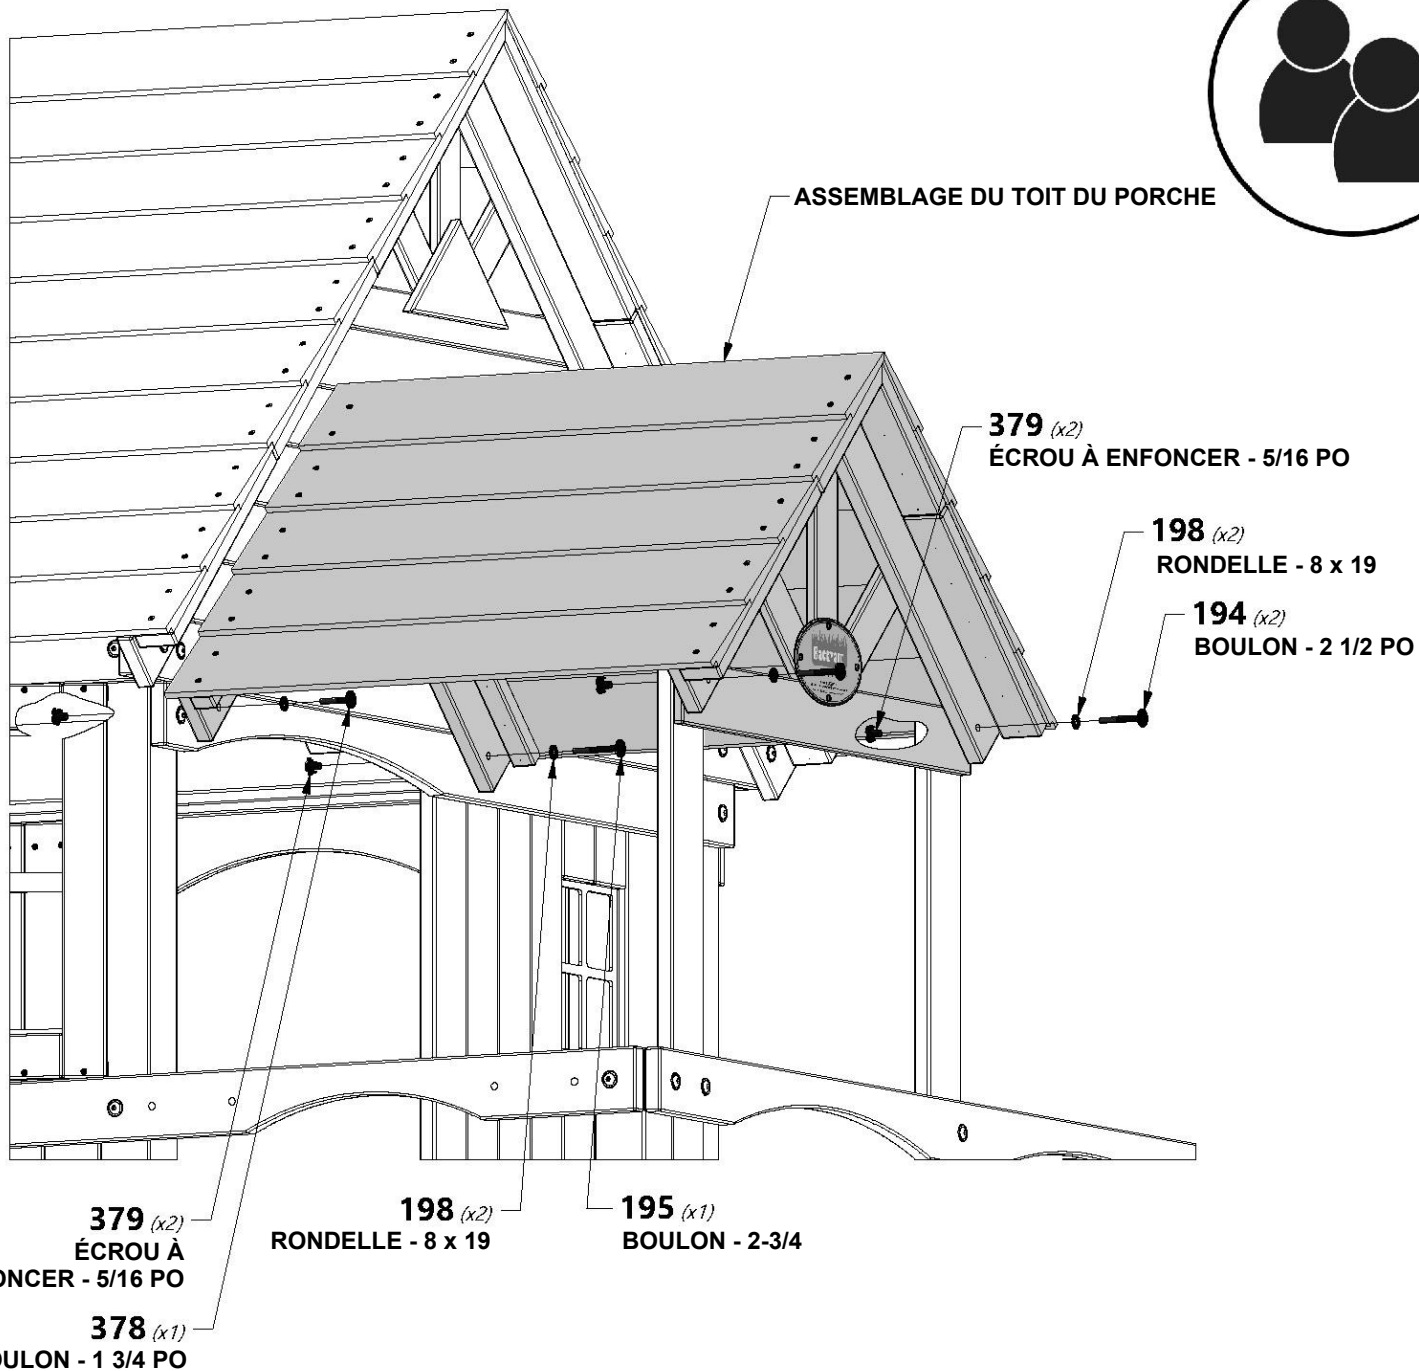 ASSEMBLAGE DU TOIT DU PORCHE
379 (x2)
ÉCROU À ENFONCER - 5/16 PO
198 (x2)
RONDELLE - 8 x 19
194 (x2)
BOULON - 2 1/2 PO
379 (x2)
ÉCROU À
ONCER - 5/16 PO
378 (x1)
OULON - 1 3/4 PO
198 (x2)
RONDELLE - 8 x 19
195 (x1)
BOULON - 2-3/4